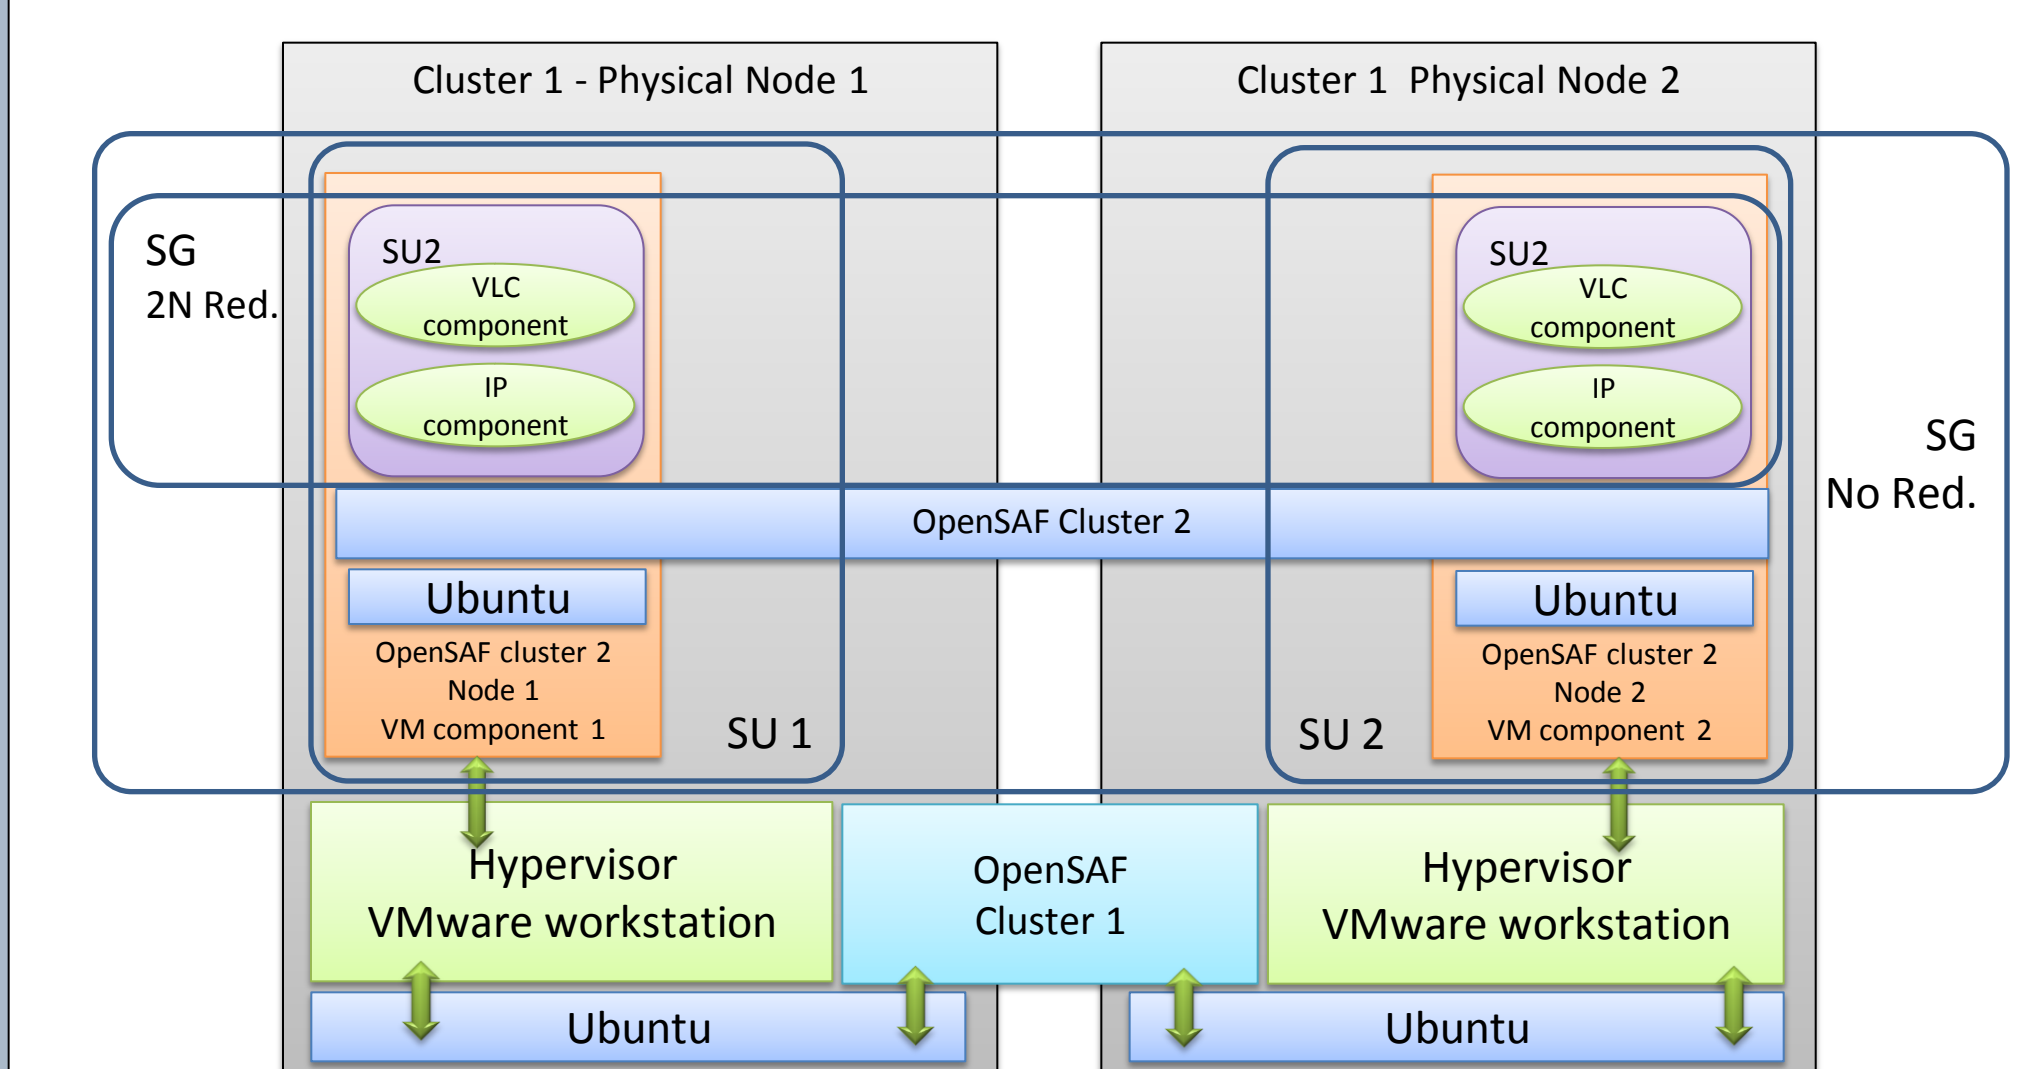 Cluster 1 - Physical Node 1
Cluster 1  Physical Node 2
SG
2N Red.
SU2
VLC
component
IP
component
SU2
VLC
component
IP
component
SG
No Red.
OpenSAF Cluster 2
Ubuntu
OpenSAF cluster 2
Node 1
VM component 1
SU 1
Ubuntu
OpenSAF cluster 2
Node 2
VM component 2
SU 2
Hypervisor
VMware workstation
OpenSAF
Cluster 1
Hypervisor
VMware workstation
Ubuntu
Ubuntu